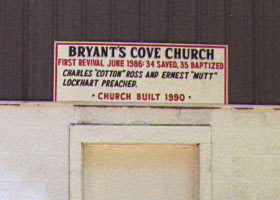 BRYANT'S COVE CHURCH
FIRST REVIVAL JUNE 1986: 34 SAVED, 35 BAPTIZED
CHARLES "COTTON" ROSS AND ERNEST "MUTT"
LOCKHART PREACHER.
· CHURCH BUILT 1990 ·